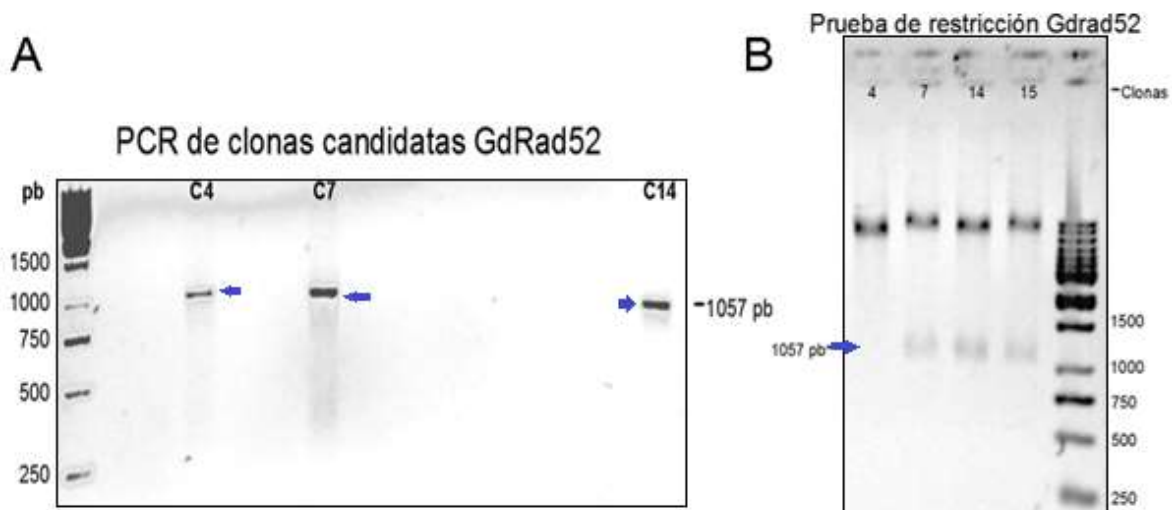 A
PCR de clonas candidatas GdRad52
pb C4 C7 C14
1500
1000
750
500
250
1057 pb
B
Prueba de restricción Gdrad52
4 7 14 15 Clonas
1057 pb
1500
1000
750
500
250